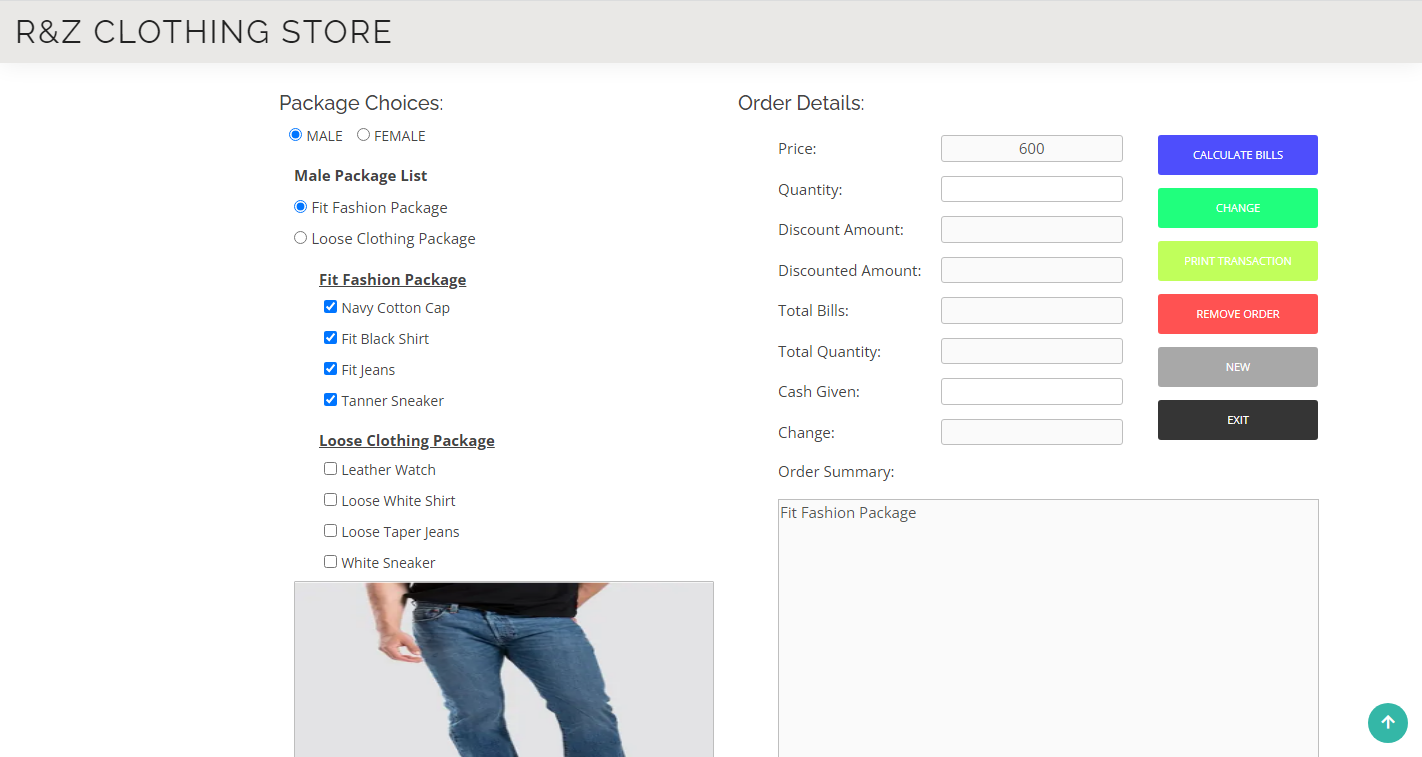 R&Z CLOTHING STORE
Package Choices:
MALE FEMALE
Male Package List
Fit Fashion Package
Loose Clothing Package
Fit Fashion Package
Navy Cotton Cap
Fit Black Shirt
Fit Jeans
Tanner Sneaker
Loose Clothing Package
Leather Watch
Loose White Shirt
Loose Taper Jeans
White Sneaker
Order Details:
Price: 600
Quantity:
Discount Amount:
Discounted Amount:
Total Bills:
Total Quantity:
Cash Given:
Change:
Order Summary:
Fit Fashion Package
CALCULATE BILLS
CHANGE
PRINT TRANSACTION
REMOVE ORDER
NEW
EXIT